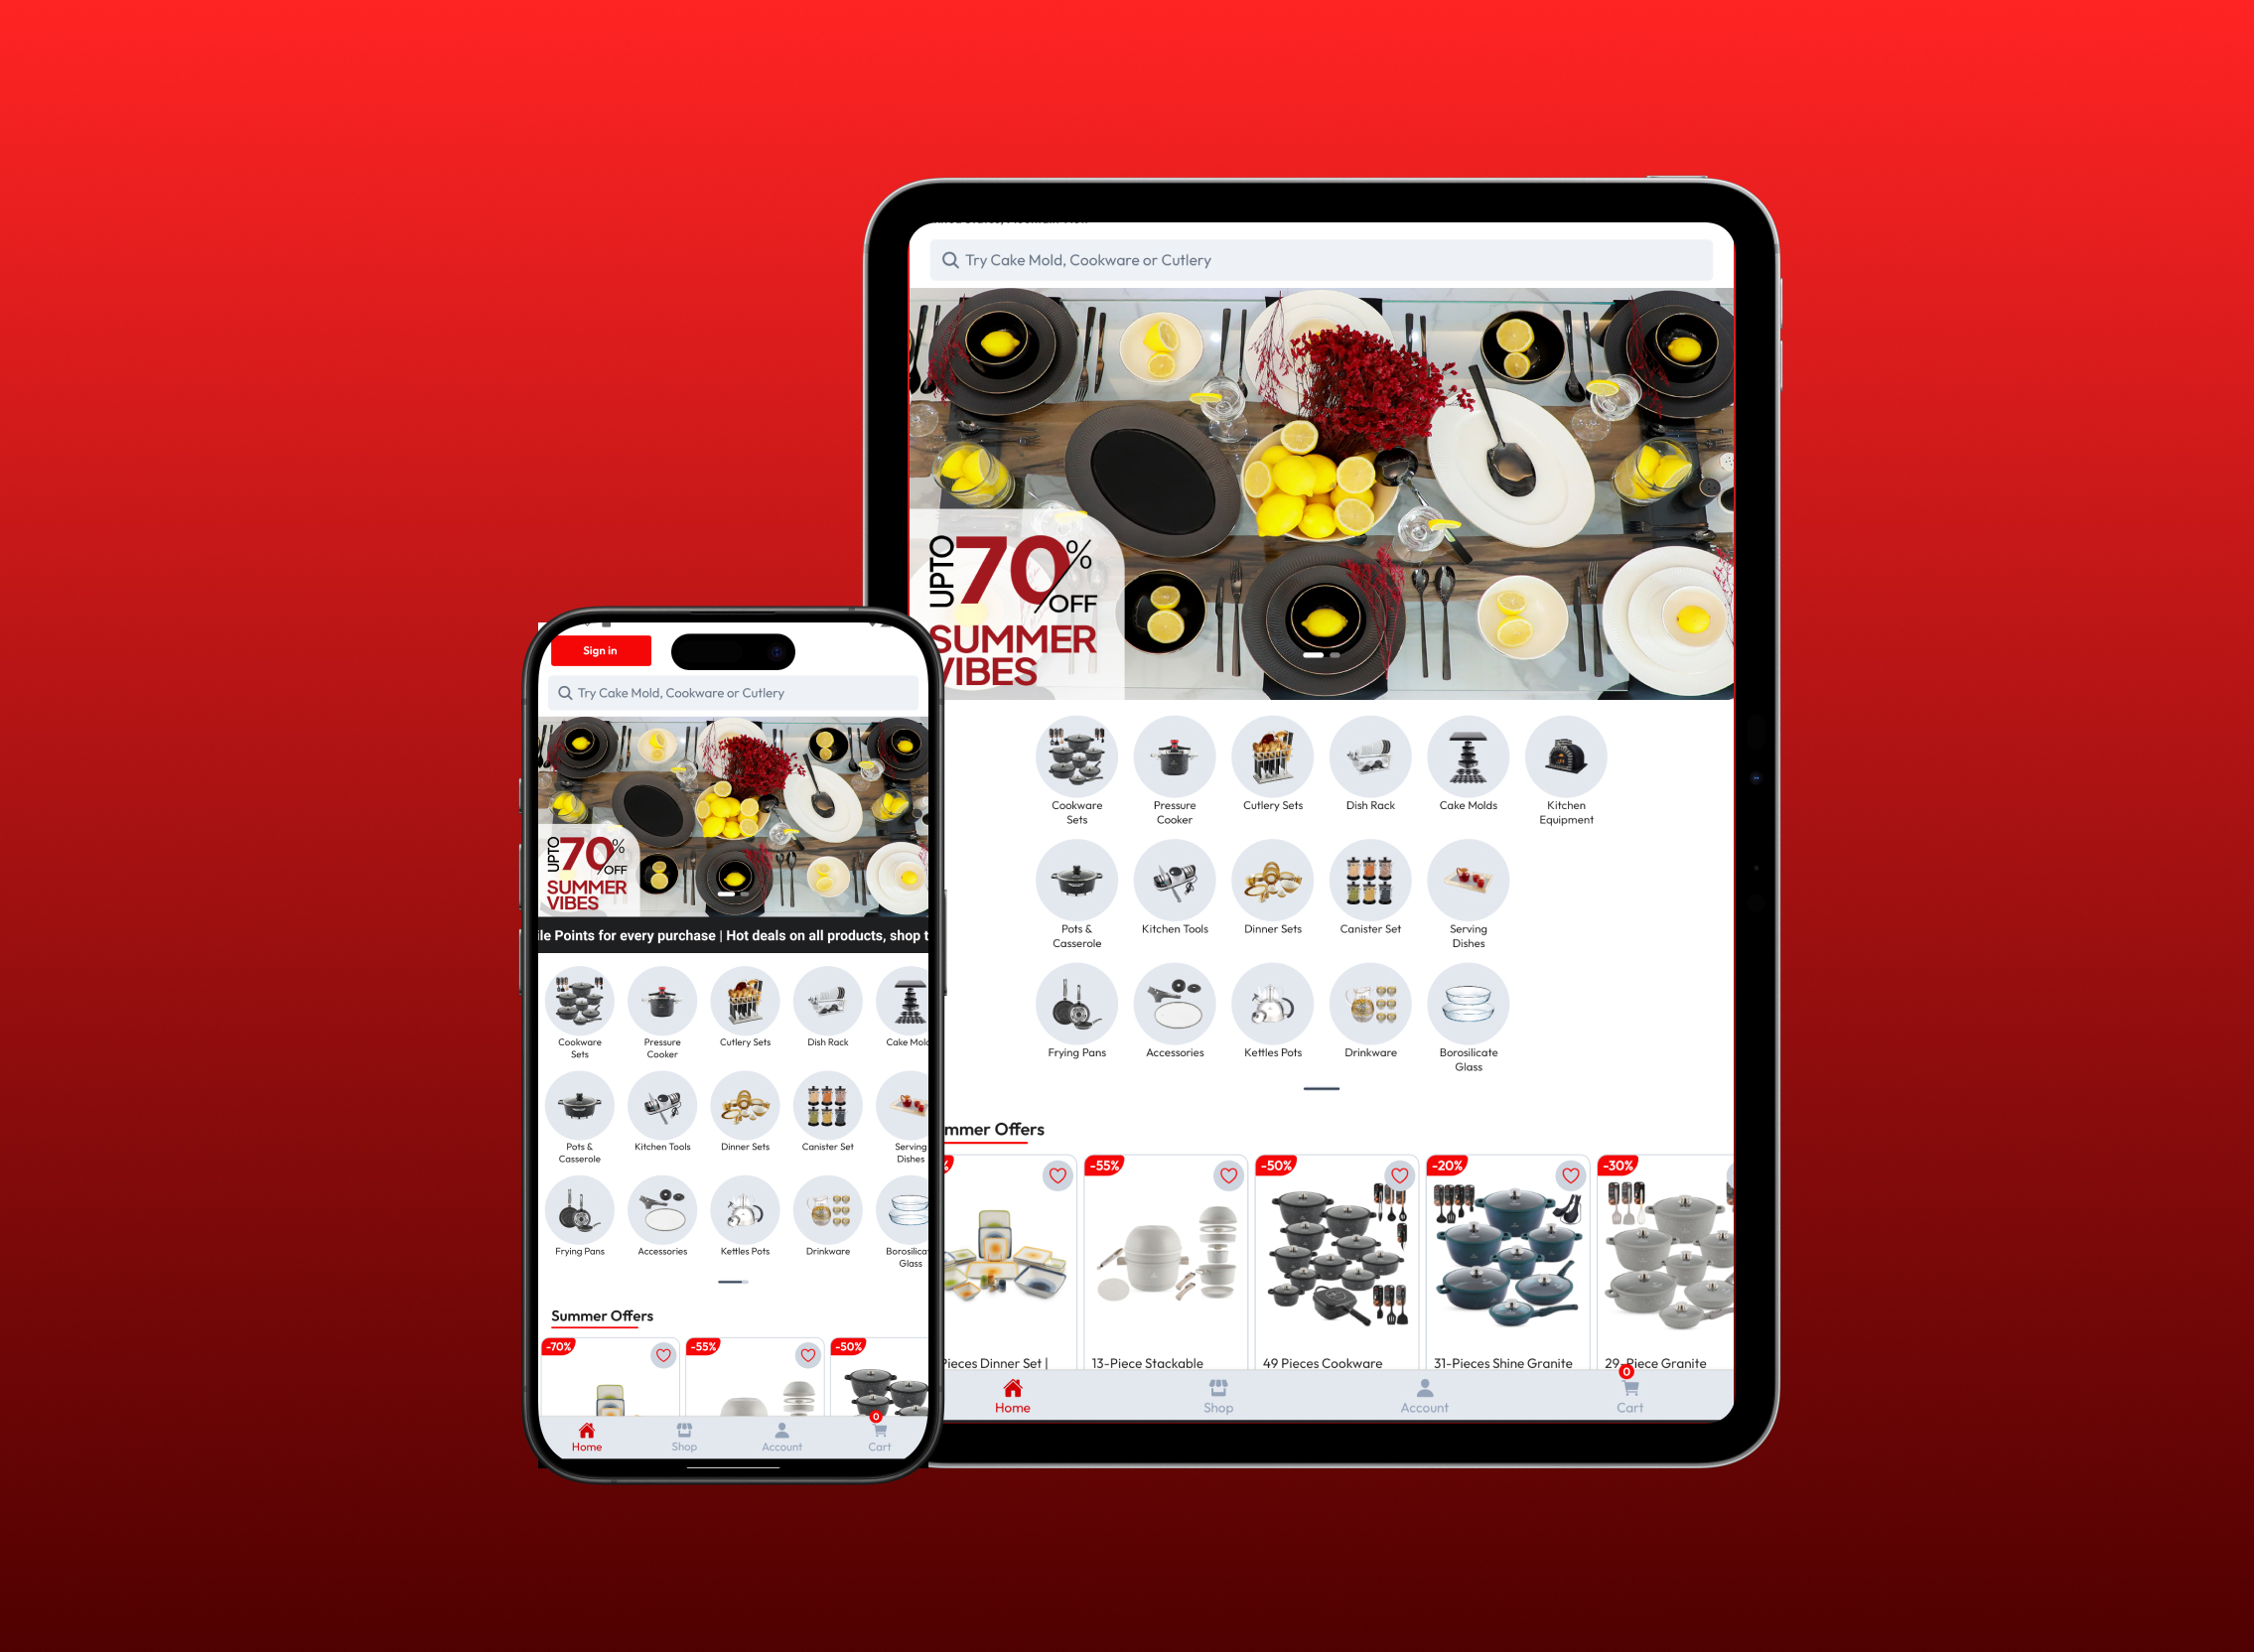 Try Cake Mold, Cookware or Cutlery
UPTO
70%
OFF
SUMMER
VIBES
Cookware
Sets
Pressure
Cooker
Cutlery Sets
Dish Rack
Cake Molds
Kitchen
Equipment
Pots &
Casserole
Kitchen Tools
Dinner Sets
Canister Set
Serving
Dishes
Frying Pans
Accessories
Kettles Pots
Drinkware
Borosilicate
Glass
mmer Offers
%
-55%
-50%
-20%
-30%
Pieces Dinner Set |
13-Piece Stackable
49 Pieces Cookware
31-Pieces Shine Granite
29-Piece Granite
0
Home
Shop
Account
Cart
Sign in
Try Cake Mold, Cookware or Cutlery
UPTO
70%
OFF
SUMMER
VIBES
ile Points for every purchase | Hot deals on all products, shop t
Cookware
Sets
Pressure
Cooker
Cutlery Sets
Dish Rack
Cake Mold
Pots &
Casserole
Kitchen Tools
Dinner Sets
Canister Set
Serving
Dishes
Frying Pans
Accessories
Kettles Pots
Drinkware
Borosilicat
Glass
Summer Offers
-70%
-55%
-50%
0
Home
Shop
Account
Cart